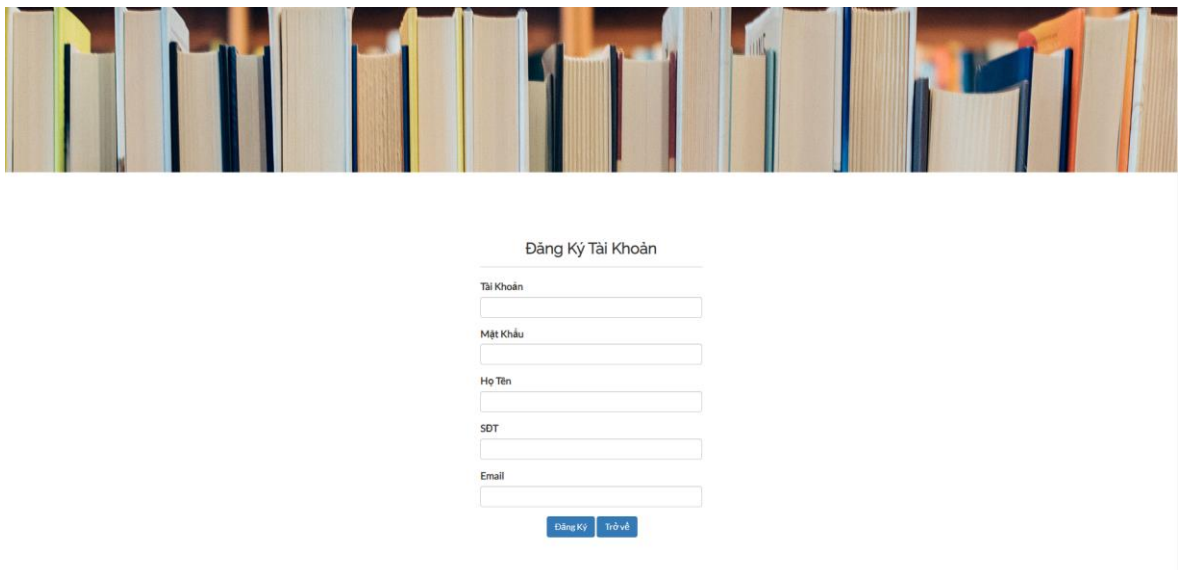 Đăng Ký Tài Khoản
Tài Khoản
Mật Khẩu
Họ Tên
SĐT
Email
Đăng Ký Trở về